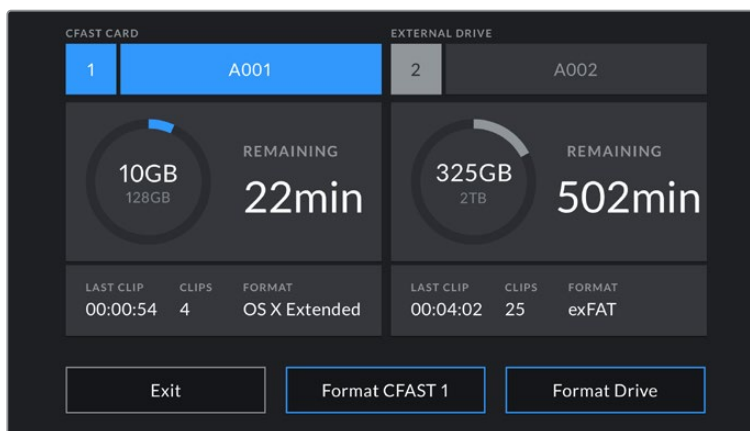 CFAST CARD
1 A001
10GB
128GB
REMAINING
22min
LAST CLIP CLIPS FORMAT
00:00:54 4 OS X Extended
EXTERNAL DRIVE
2 A002
325GB
2TB
REMAINING
502min
LAST CLIP CLIPS FORMAT
00:04:02 25 exFAT
Exit
Format CFAST 1
Format Drive